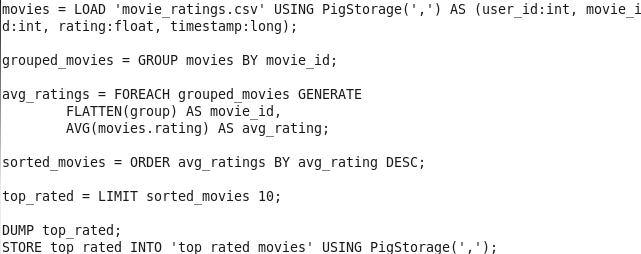 movies = LOAD 'movie_ratings.csv' USING PigStorage(',') AS (user_id:int, movie_i
d:int, rating:float, timestamp:long);
grouped_movies = GROUP movies BY movie_id;
avg_ratings = FOREACH grouped_movies GENERATE
        FLATTEN(group) AS movie_id,
        AVG(movies.rating) AS avg_rating;
sorted_movies = ORDER avg_ratings BY avg_rating DESC;
top_rated = LIMIT sorted_movies 10;
DUMP top_rated;
STORE top_rated INTO 'top_rated_movies' USING PigStorage(',');